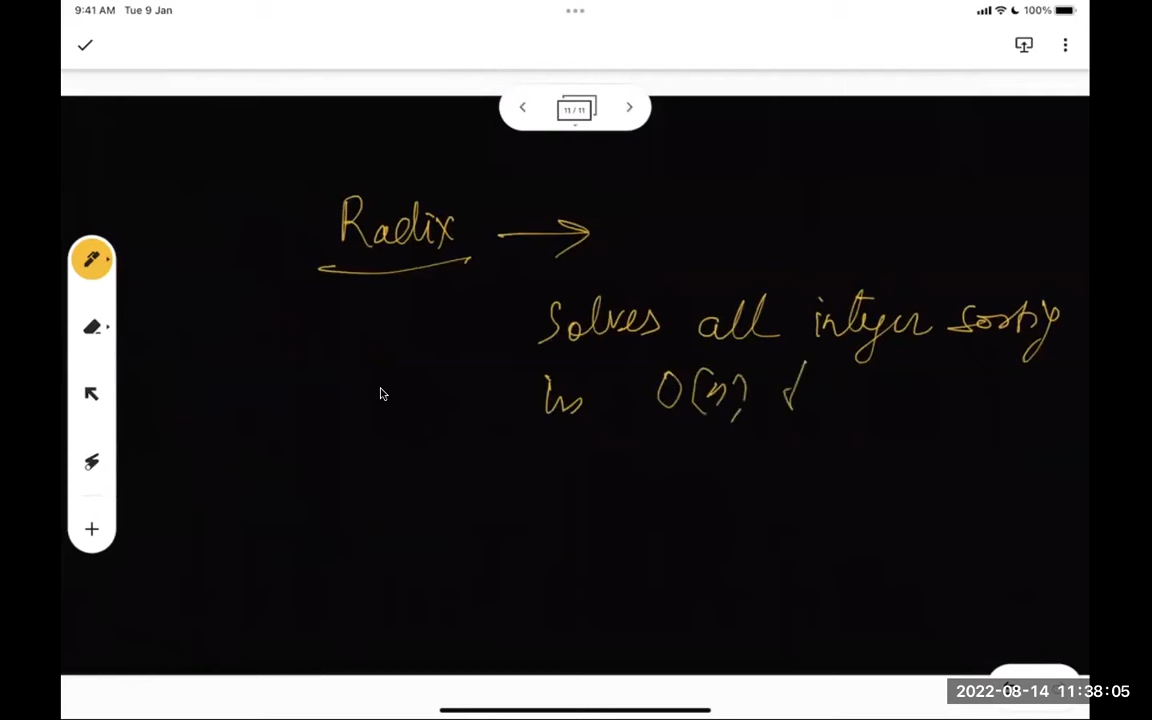 9:41 AM Tue 9 Jan
100%
11 / 11
Radix →
Solves all integer sorting
in O(n) ✓
2022-08-14 11:38:05